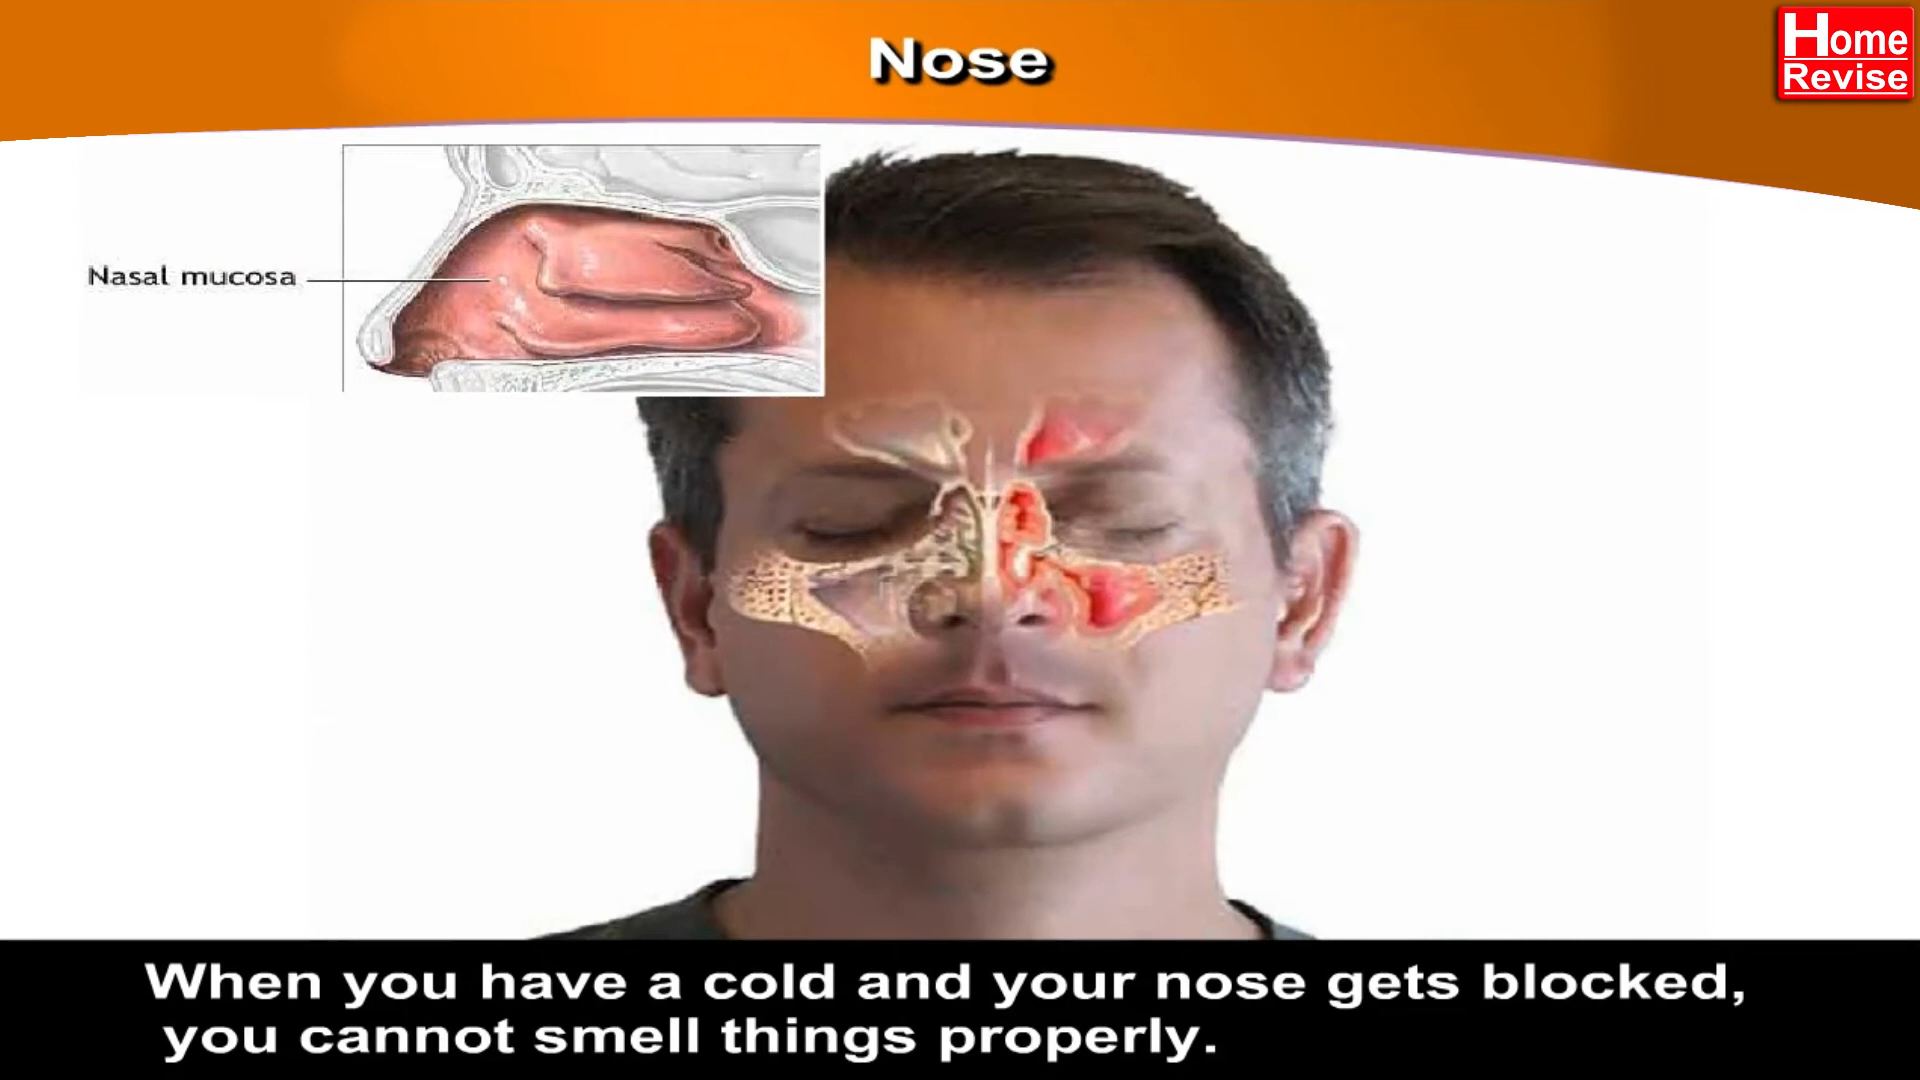 Nose
Home
Revise
Nasal mucosa
When you have a cold and your nose gets blocked,
you cannot smell things properly.